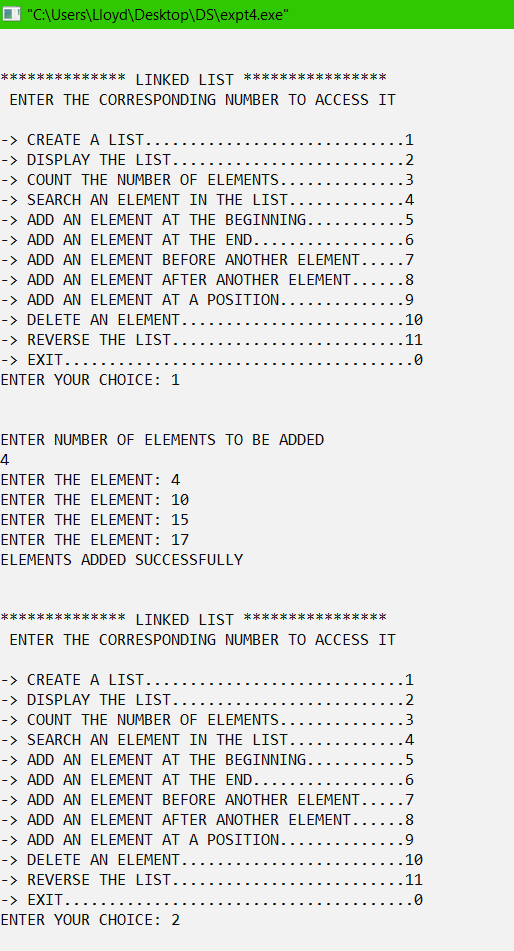 "C:\Users\Lloyd\Desktop\DS\expt4.exe"
************** LINKED LIST ****************
ENTER THE CORRESPONDING NUMBER TO ACCESS IT
-> CREATE A LIST.............................1
-> DISPLAY THE LIST..........................2
-> COUNT THE NUMBER OF ELEMENTS..............3
-> SEARCH AN ELEMENT IN THE LIST.............4
-> ADD AN ELEMENT AT THE BEGINNING...........5
-> ADD AN ELEMENT AT THE END.................6
-> ADD AN ELEMENT BEFORE ANOTHER ELEMENT.....7
-> ADD AN ELEMENT AFTER ANOTHER ELEMENT......8
-> ADD AN ELEMENT AT A POSITION..............9
-> DELETE AN ELEMENT.........................10
-> REVERSE THE LIST..........................11
-> EXIT.......................................0
ENTER YOUR CHOICE: 1
ENTER NUMBER OF ELEMENTS TO BE ADDED
4
ENTER THE ELEMENT: 4
ENTER THE ELEMENT: 10
ENTER THE ELEMENT: 15
ENTER THE ELEMENT: 17
ELEMENTS ADDED SUCCESSFULLY
************** LINKED LIST ****************
ENTER THE CORRESPONDING NUMBER TO ACCESS IT
-> CREATE A LIST.............................1
-> DISPLAY THE LIST..........................2
-> COUNT THE NUMBER OF ELEMENTS..............3
-> SEARCH AN ELEMENT IN THE LIST.............4
-> ADD AN ELEMENT AT THE BEGINNING...........5
-> ADD AN ELEMENT AT THE END.................6
-> ADD AN ELEMENT BEFORE ANOTHER ELEMENT.....7
-> ADD AN ELEMENT AFTER ANOTHER ELEMENT......8
-> ADD AN ELEMENT AT A POSITION..............9
-> DELETE AN ELEMENT.........................10
-> REVERSE THE LIST..........................11
-> EXIT.......................................0
ENTER YOUR CHOICE: 2